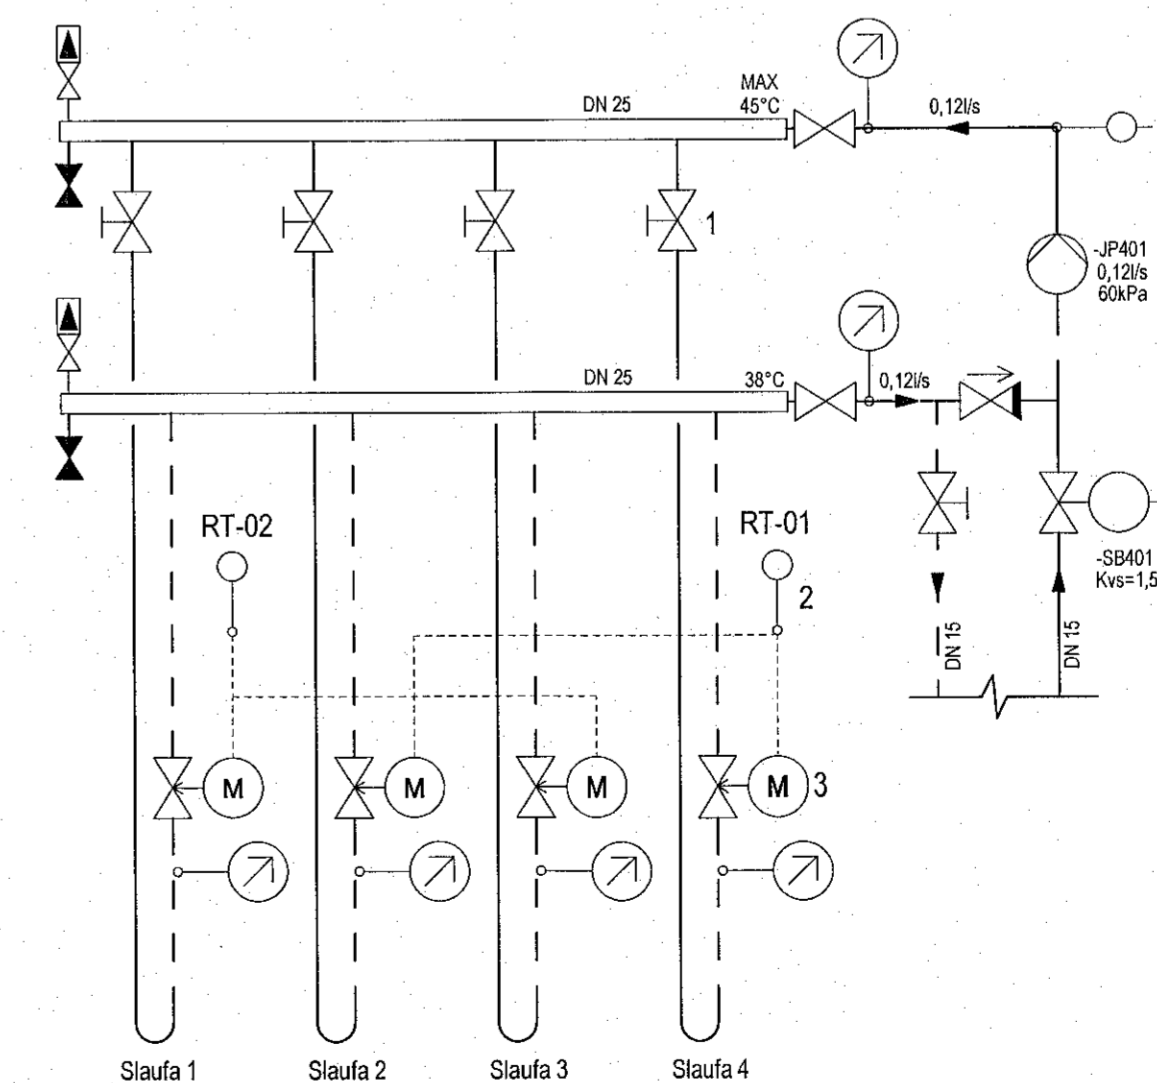 MAX
DN 25
45°C
0,12l/s
1
-JP401
0,12l/s
60kPa
DN 25
38°C
0,12l/s
RT-02
RT-01
2
-SB401
Kvs=1,5
DN 15
DN 15
M
M
M
M
3
Slaufa 1
Slaufa 2
Slaufa 3
Slaufa 4